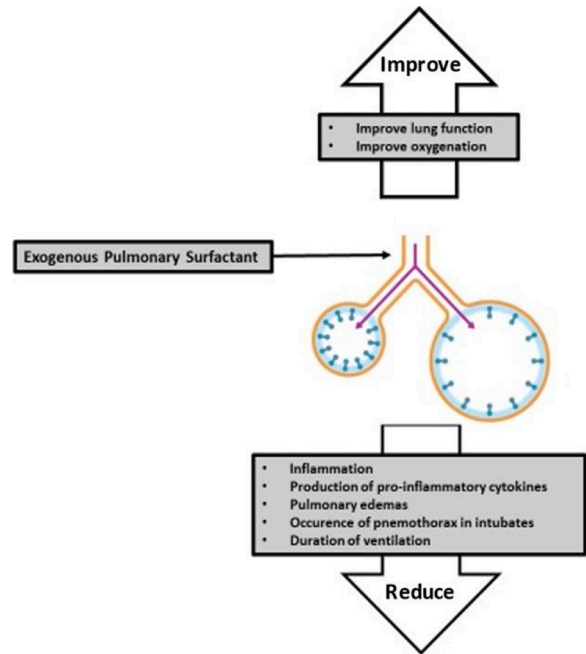 Improve
• Improve lung function
• Improve oxygenation
Exogenous Pulmonary Surfactant
• Inflammation
• Production of pro-inflammatory cytokines
• Pulmonary edemas
• Occurence of pnemothorax in intubates
• Duration of ventilation
Reduce